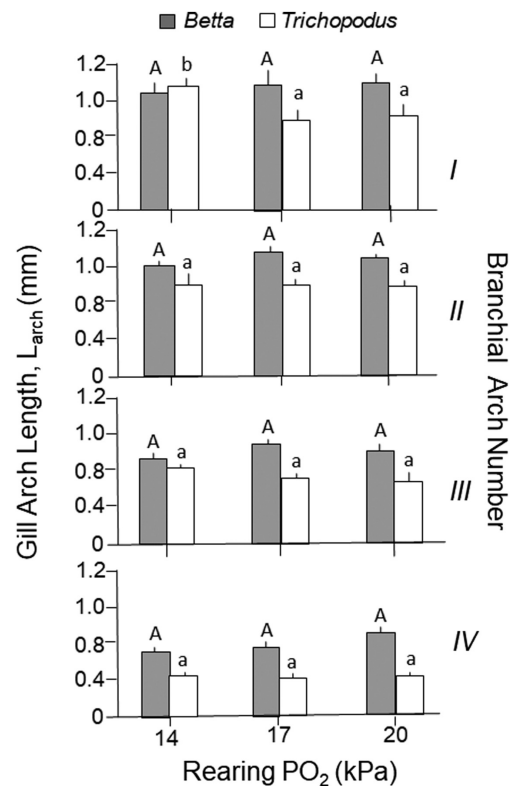 Betta Trichopodus
1.2
1.0
0.8
0.4
0
A b A a A a
I
1.2
1.0
0.8
0.4
0
A a A a A a
II
1.2
1.0
0.8
0.4
0
A a A a A a
III
1.2
1.0
0.8
0.4
0
A a A a A a
IV
14 17 20
Rearing PO2 (kPa)
Gill Arch Length, Larch (mm)
Branchial Arch Number